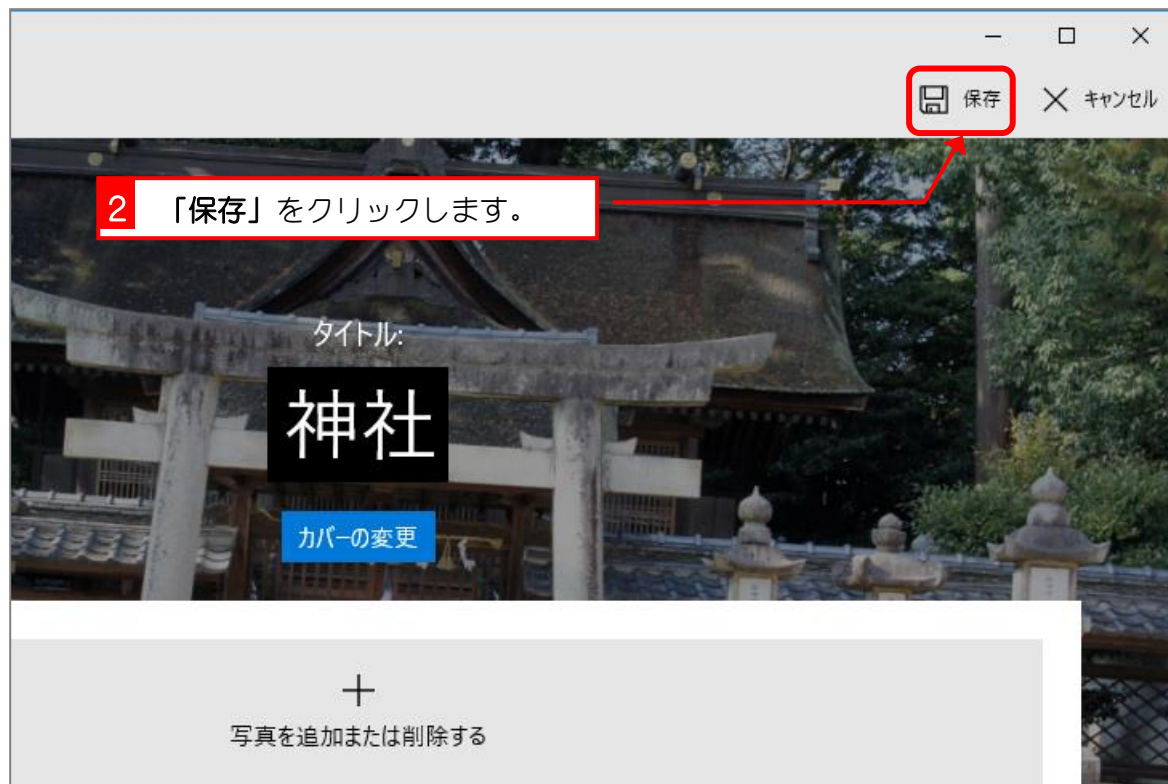 保存 キャンセル
2 「保存」をクリックします。
タイトル:
神社
カバーの変更
写真を追加または削除する